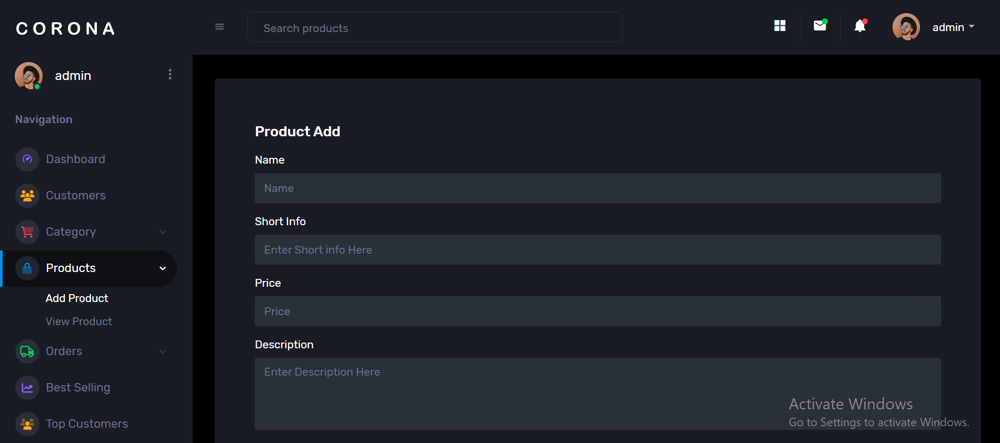 CORONA
Search products
admin
admin
Navigation
Dashboard
Customers
Category
Products
Add Product
View Product
Orders
Best Selling
Top Customers
Product Add
Name
Name
Short Info
Enter Short info Here
Price
Price
Description
Enter Description Here
Activate Windows
Go to Settings to activate Windows.